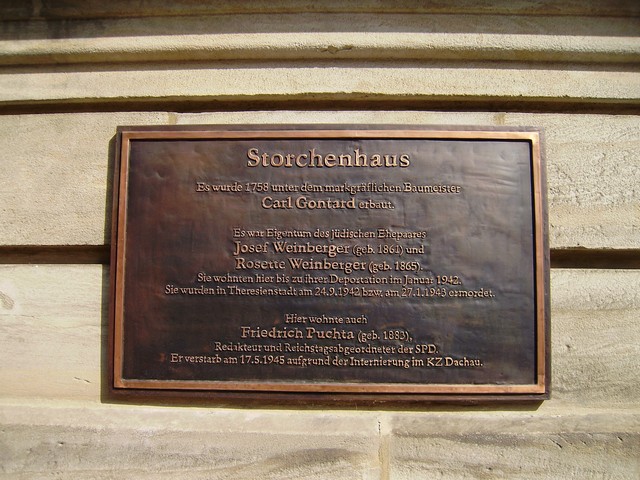 Storchenhaus
Es wurde 1758 unter dem markgräflichen Baumeister
Carl Gontard erbaut.
Es war Eigentum des jüdischen Ehepaares
Josef Weinberger (geb. 1861) und
Rosette Weinberger (geb. 1865).
Sie wohnten hier bis zu ihrer Deportation im Januar 1942.
Sie wurden in Theresienstadt am 24.9.1942 bzw. am 27.1.1943 ermordet.
Hier wohnte auch
Friedrich Puchta (geb. 1883),
Redakteur und Reichstagsabgeordneter der SPD.
Er verstarb am 17.5.1945 aufgrund der Internierung im KZ Dachau.